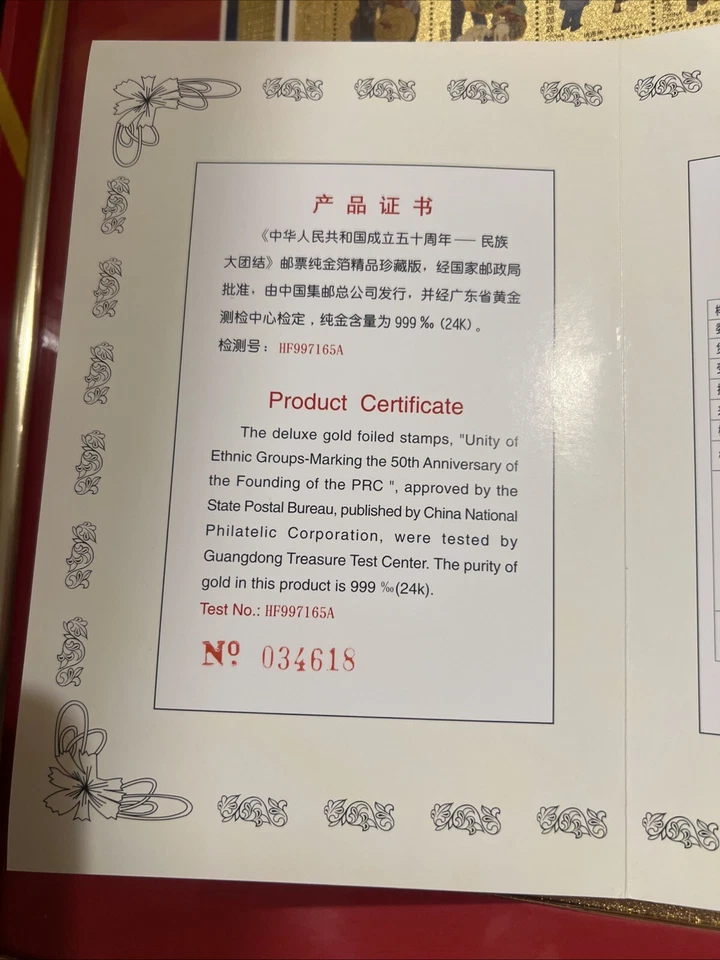 产品证书
《中华人民共和国成立五十周年——民族
大团结》邮票纯金箔精品珍藏版，经国家邮政局
批准，由中国集邮总公司发行，并经广东省黄金
测检中心检定，纯金含量为 999 ‰ (24K) 。
检测号： HF997165A
Product Certificate
The deluxe gold foiled stamps, "Unity of
Ethnic Groups-Marking the 50th Anniversary of
the Founding of the PRC ", approved by the
State Postal Bureau, published by China National
Philatelic Corporation, were tested by
Guangdong Treasure Test Center. The purity of
gold in this product is 999 ‰(24k).
Test No.: HF997165A
Nº 034618